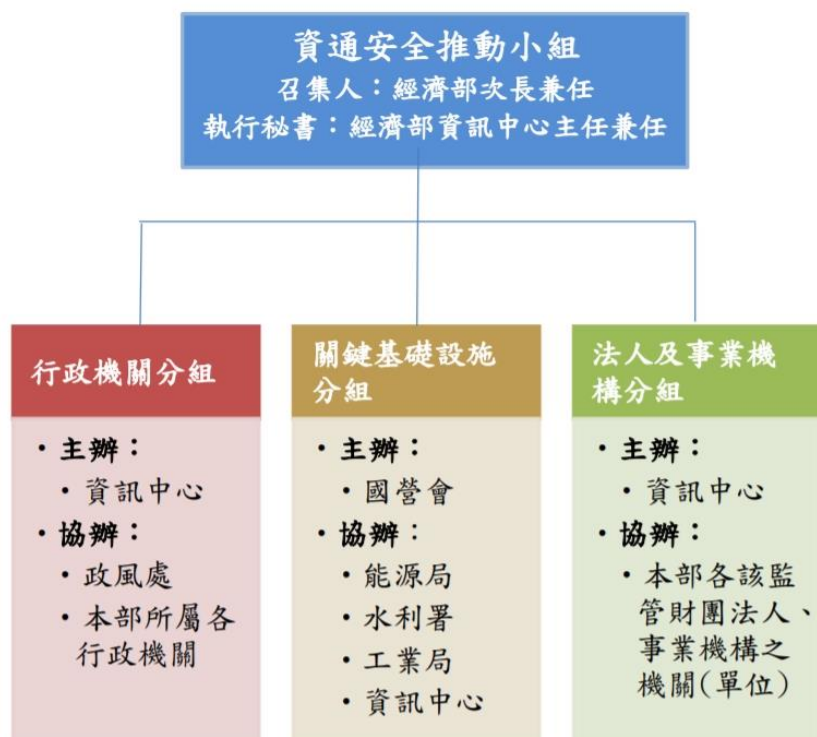 資通安全推動小組
召集人：經濟部次長兼任
執行秘書：經濟部資訊中心主任兼任
行政機關分組
• 主辦：
• 資訊中心
• 協辦：
• 政風處
• 本部所屬各
行政機關
關鍵基礎設施
分組
• 主辦：
• 國營會
• 協辦：
• 能源局
• 水利署
• 工業局
• 資訊中心
法人及事業機
構分組
• 主辦：
• 資訊中心
• 協辦：
• 本部各該監
管財團法人、
事業機構之
機關(單位)